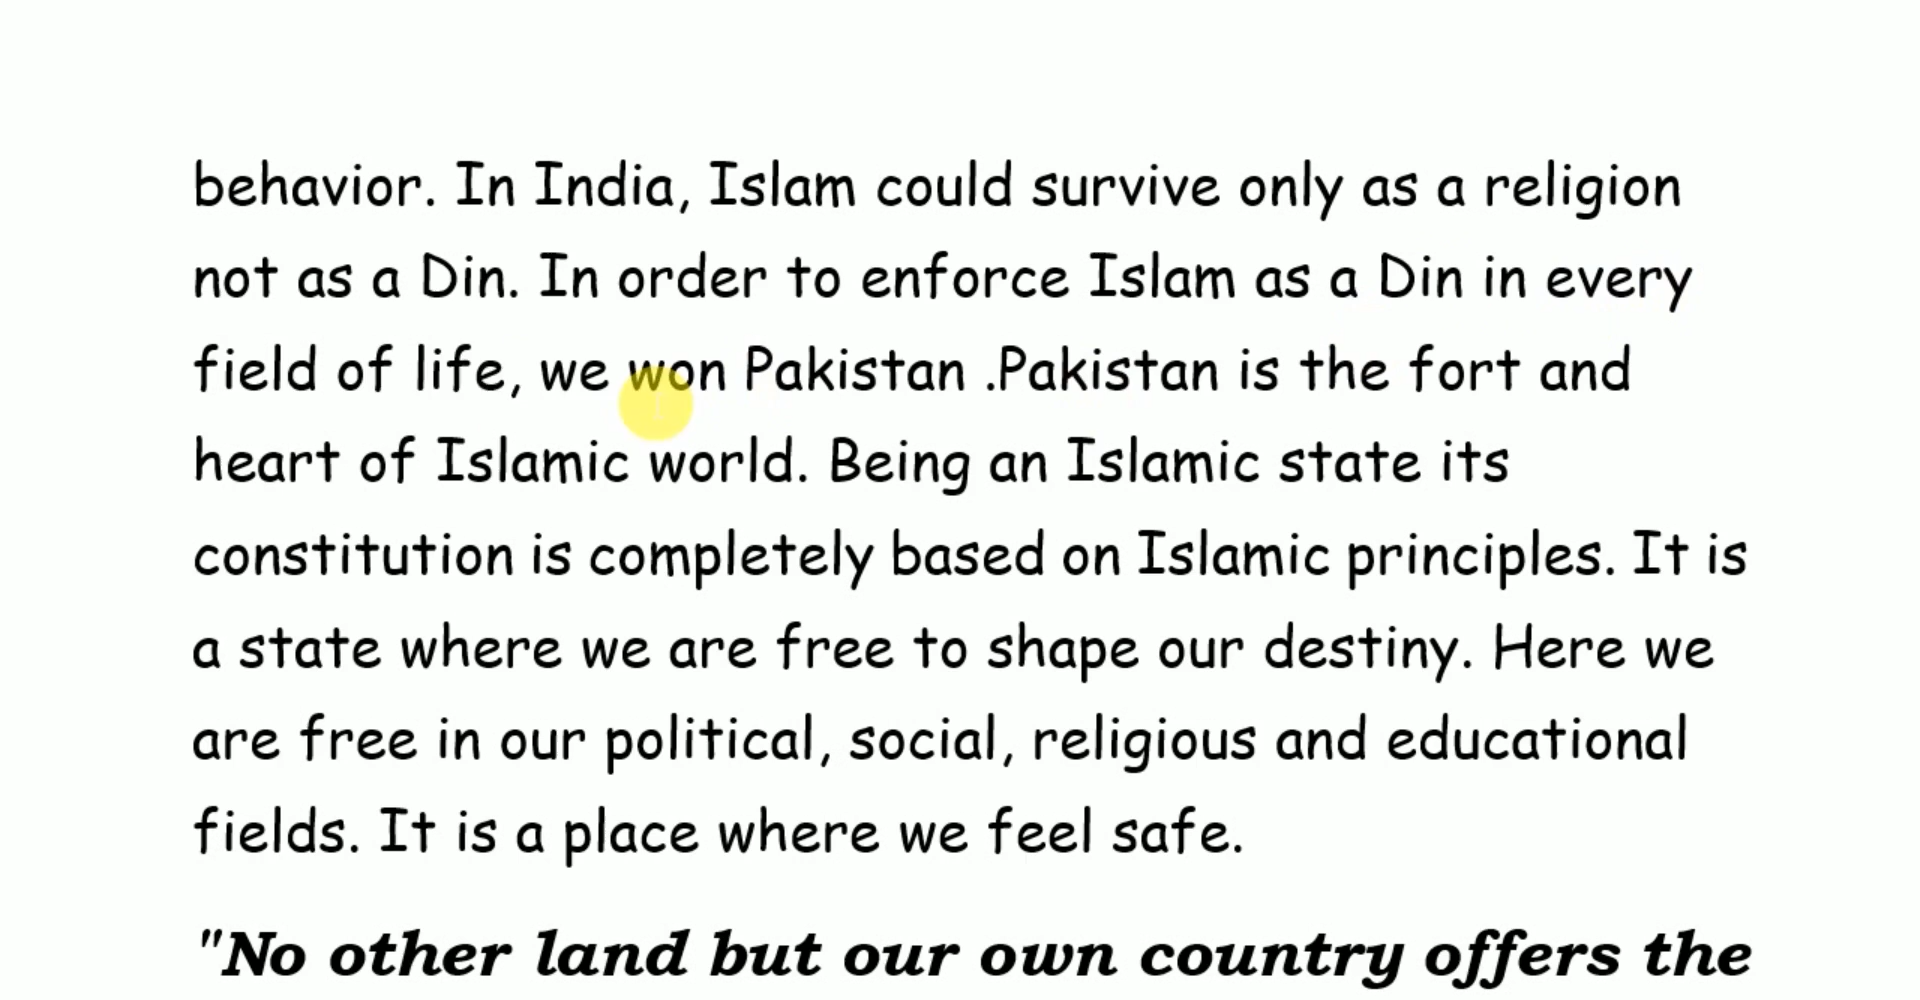 behavior. In India, Islam could survive only as a religion
not as a Din. In order to enforce Islam as a Din in every
field of life, we won Pakistan .Pakistan is the fort and
heart of Islamic world. Being an Islamic state its
constitution is completely based on Islamic principles. It is
a state where we are free to shape our destiny. Here we
are free in our political, social, religious and educational
fields. It is a place where we feel safe.
"No other land but our own country offers the